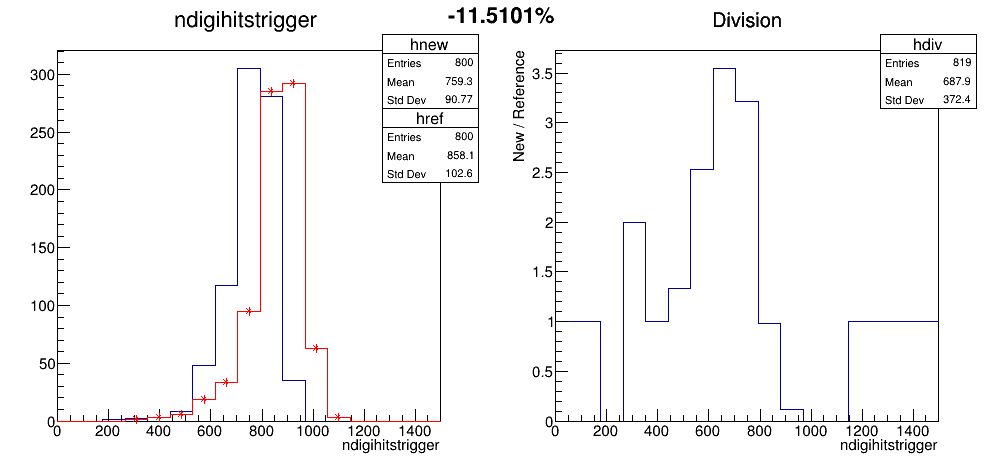 -11.5101%
ndigihitstrigger
hnew
Entries 800
Mean 759.3
Std Dev 90.77
href
Entries 800
Mean 858.1
Std Dev 102.6
300
250
200
150
100
50
0
0 200 400 600 800 1000 1200 1400
ndigihitstrigger
Division
hdiv
Entries 819
Mean 687.9
Std Dev 372.4
New / Reference
3.5
3
2.5
2
1.5
1
0.5
0
0 200 400 600 800 1000 1200 1400
ndigihitstrigger